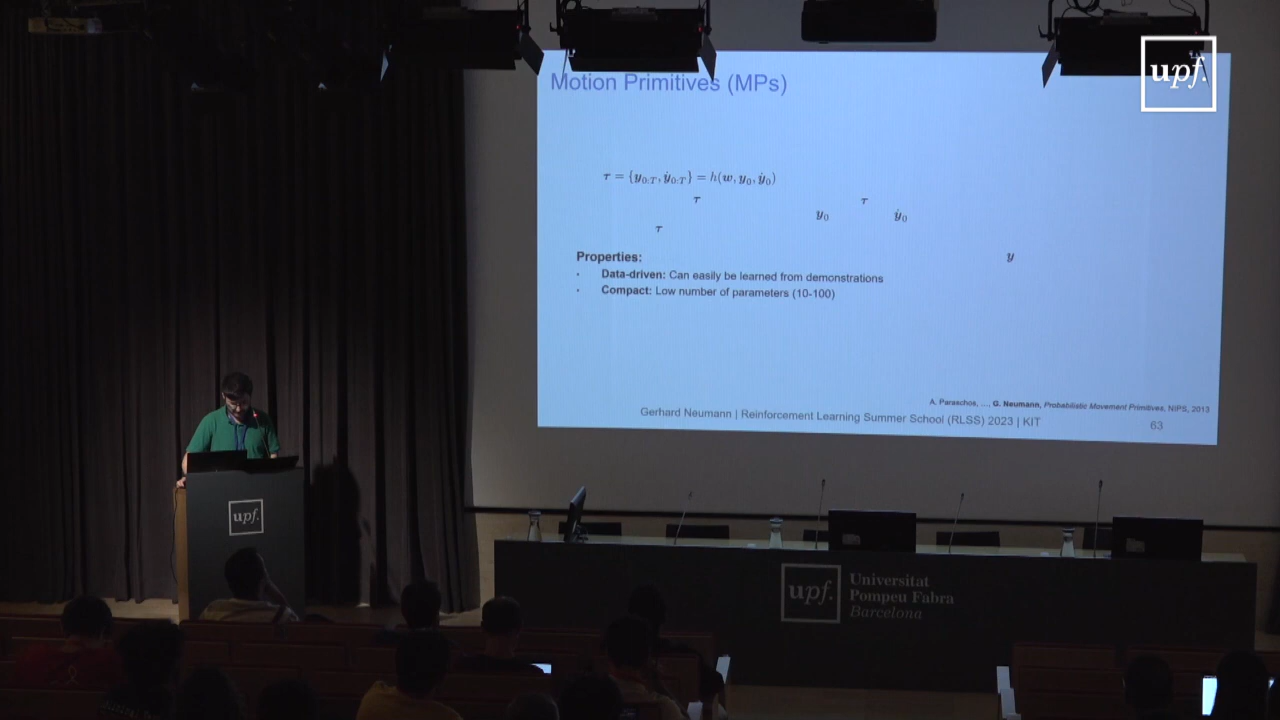 upf.
Motion Primitives (MPs)
τ = {y₀:T, ẏ₀:T} = h(w, y₀, ẏ₀)
τ
τ
y₀
ẏ₀
τ
Properties:
y
· Data-driven: Can easily be learned from demonstrations
· Compact: Low number of parameters (10-100)
A. Paraschos, ..., G. Neumann, Probabilistic Movement Primitives, NIPS, 2013
Gerhard Neumann | Reinforcement Learning Summer School (RLSS) 2023 | KIT
63
upf.
upf.
Universitat
Pompeu Fabra
Barcelona